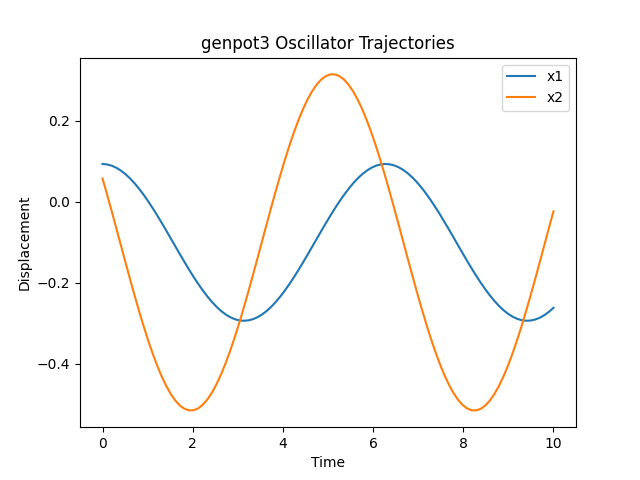 genpot3 Oscillator Trajectories
x1
x2
0.2
0.0
−0.2
−0.4
Displacement
0 2 4 6 8 10
Time